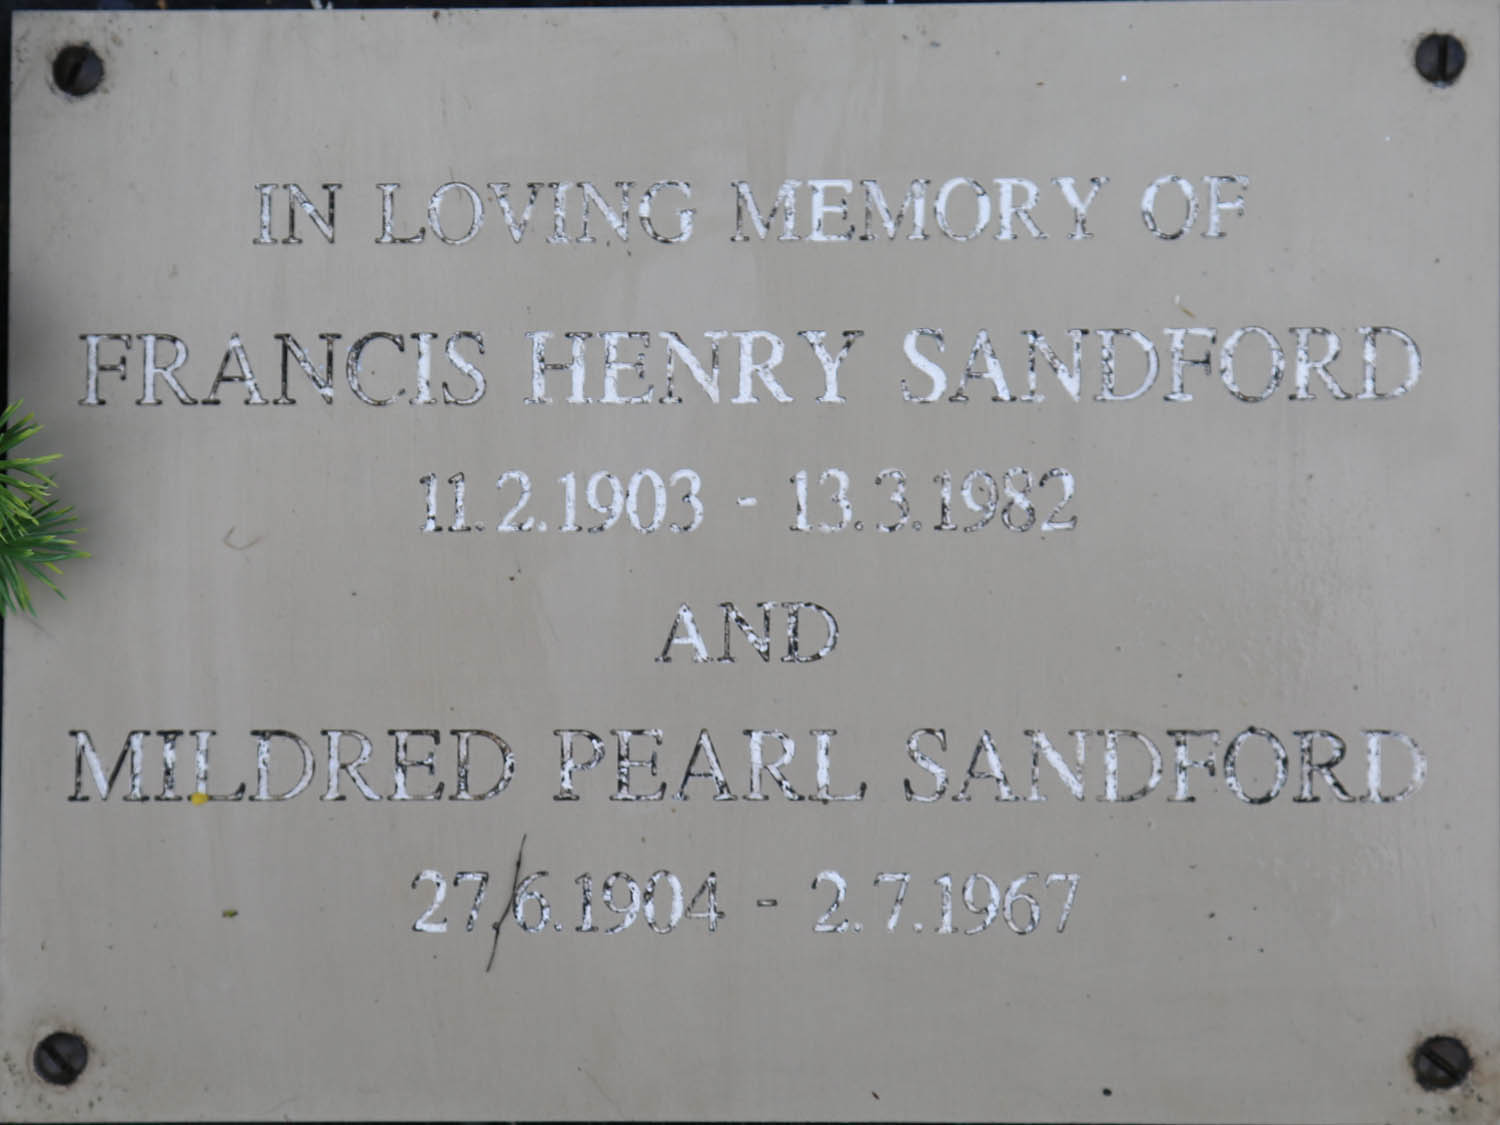 IN LOVING MEMORY OF
FRANCIS HENRY SANDFORD
11.2.1903 - 13.3.1982
AND
MILDRED PEARL SANDFORD
27.6.1904 - 2.7.1967